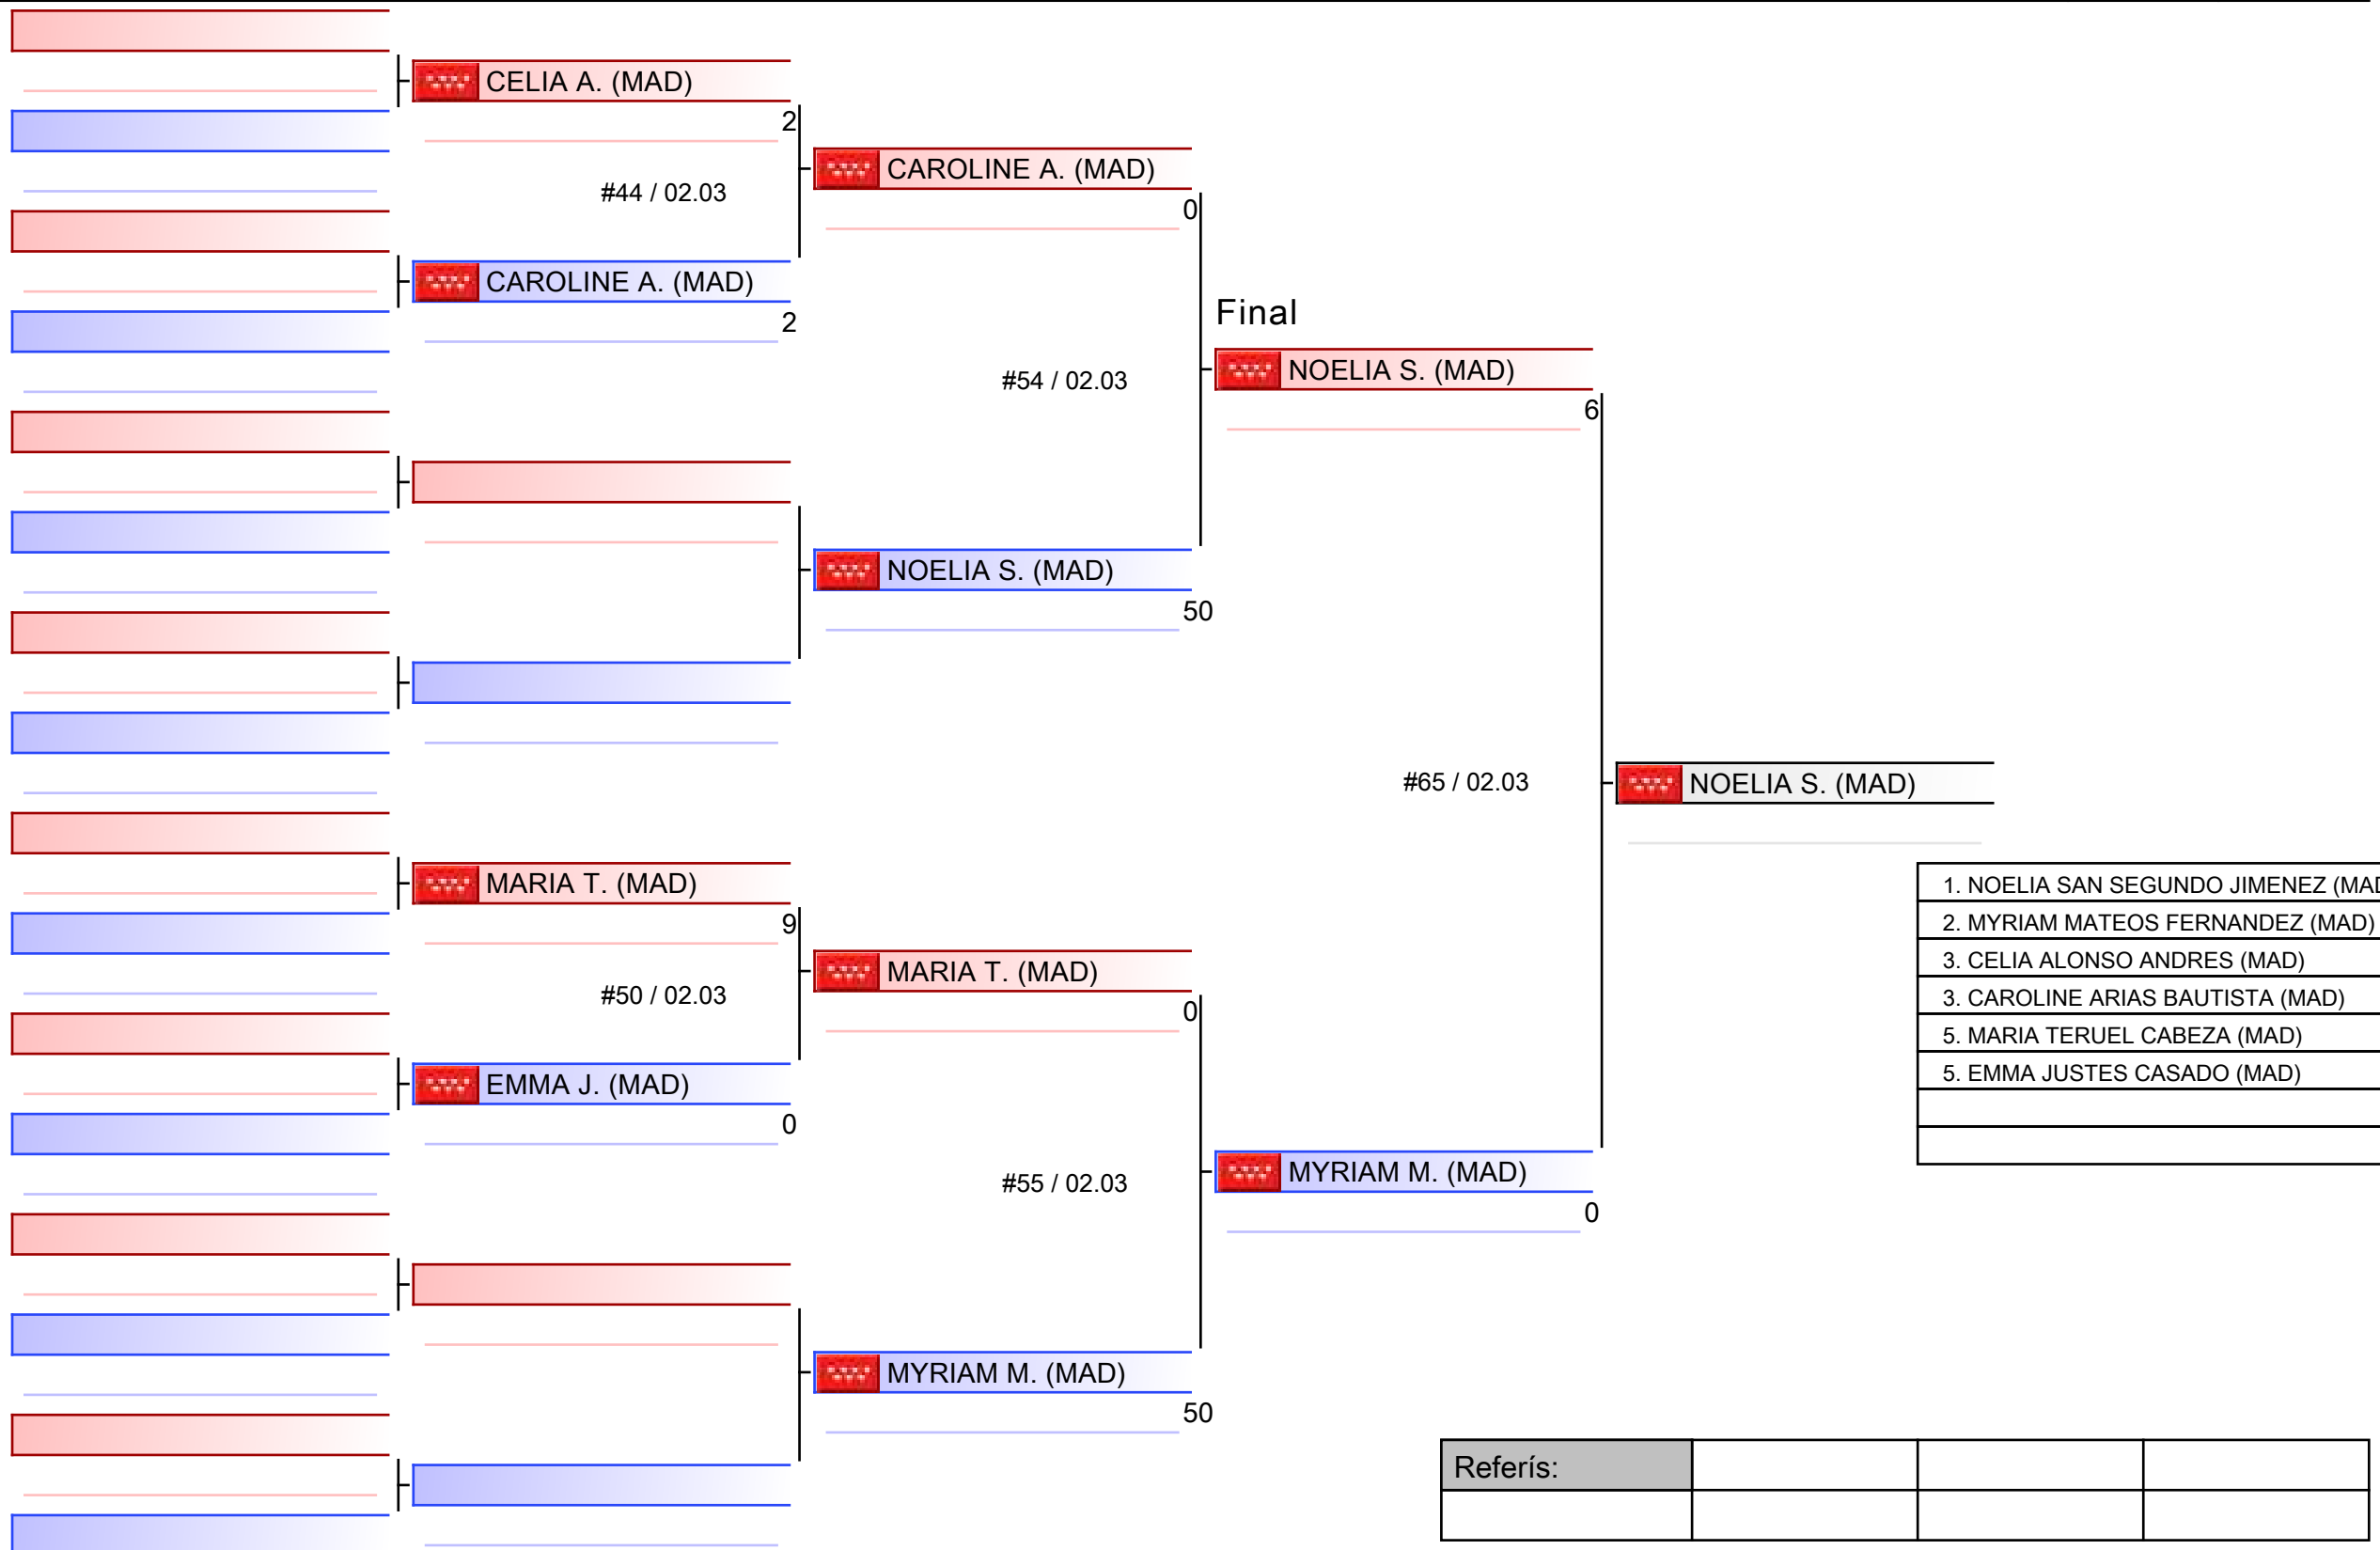 CELIA A. (MAD)
2
#44 / 02.03
CAROLINE A. (MAD)
2
CAROLINE A. (MAD)
0
#54 / 02.03
NOELIA S. (MAD)
50
Final
NOELIA S. (MAD)
6
#65 / 02.03
NOELIA S. (MAD)
MARIA T. (MAD)
9
#50 / 02.03
EMMA J. (MAD)
0
MARIA T. (MAD)
0
#55 / 02.03
MYRIAM M. (MAD)
50
MYRIAM M. (MAD)
0
1. NOELIA SAN SEGUNDO JIMENEZ (MAD
2. MYRIAM MATEOS FERNANDEZ (MAD)
3. CELIA ALONSO ANDRES (MAD)
3. CAROLINE ARIAS BAUTISTA (MAD)
5. MARIA TERUEL CABEZA (MAD)
5. EMMA JUSTES CASADO (MAD)
Referís: